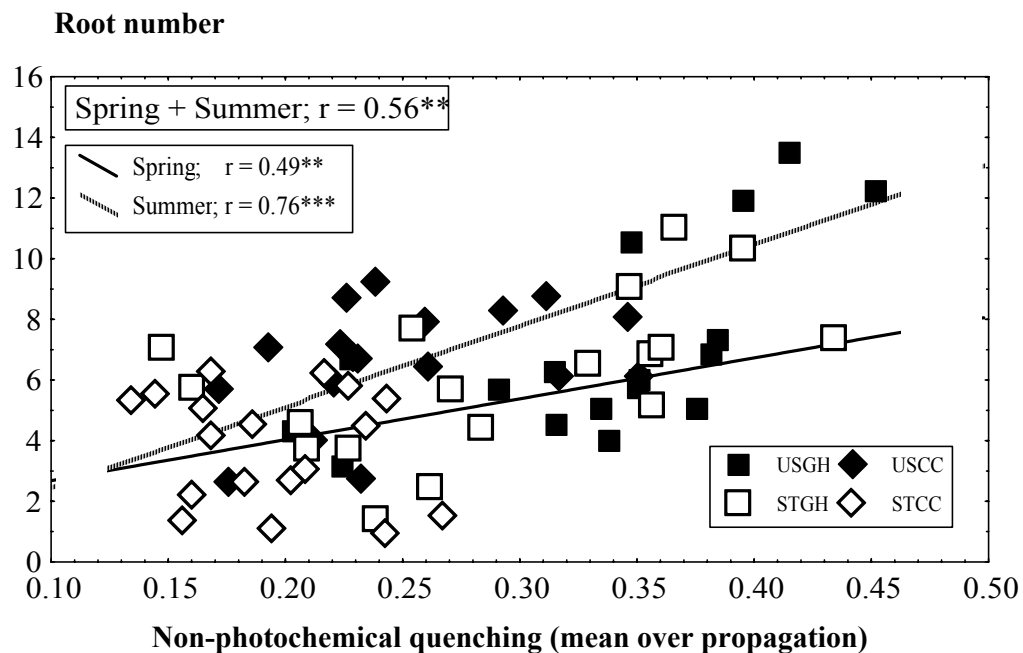 Root number
16
14
12
10
8
6
4
2
0
Spring + Summer; r = 0.56**
Spring; r = 0.49**
Summer; r = 0.76***
USGH USCC
STGH STCC
0.10 0.15 0.20 0.25 0.30 0.35 0.40 0.45 0.50
Non-photochemical quenching (mean over propagation)